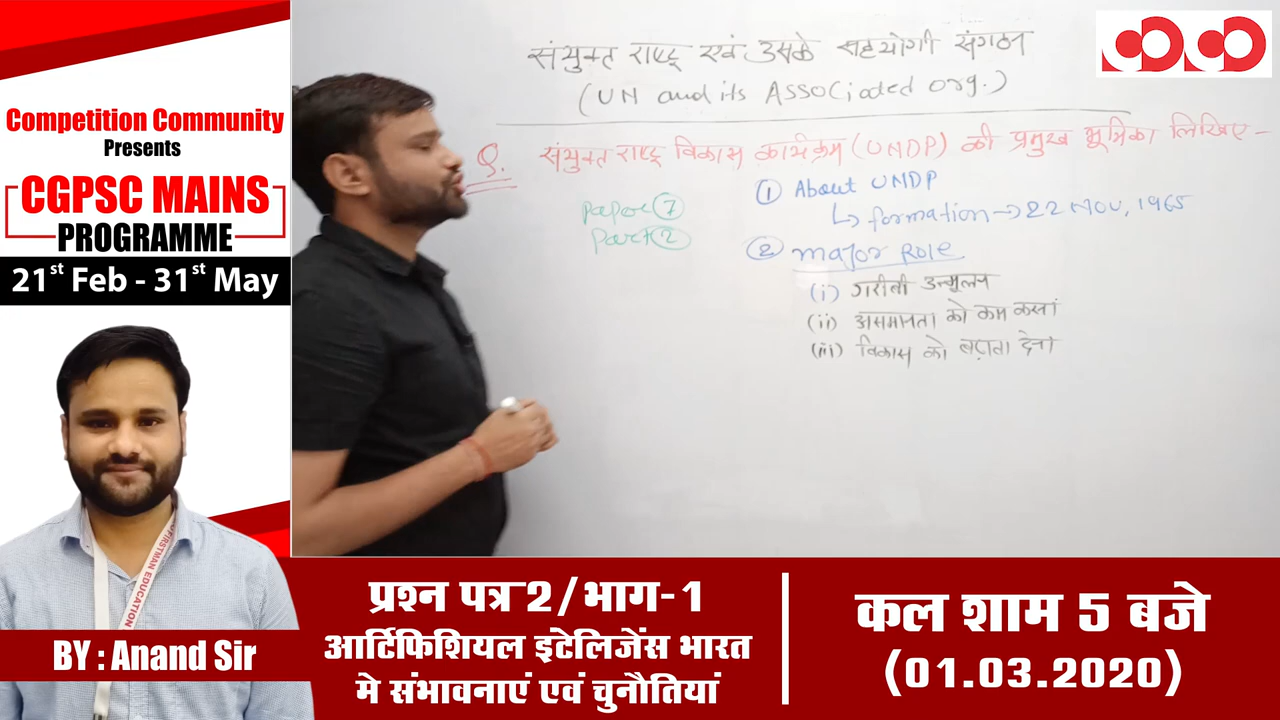 Competition Community
Presents
CGPSC MAINS
PROGRAMME
21st Feb - 31st May
FIRSTMAN EDUCATION
BY : Anand Sir
संयुक्त राष्ट्र एवं उसके सहयोगी संगठन
(UN and its Associated org.)
Q. संयुक्त राष्ट्र विकास कार्यक्रम (UNDP) की प्रमुख भूमिका लिखिए -
Paper 7
Part 2
① About UNDP
↳ formation → 22 NOV, 1965
② Major Role
(i) गरीबी उन्मूलन
(ii) असमानता को कम करना
(iii) विकास को बढ़ावा देना
प्रश्न पत्र 2/भाग-1
आर्टिफिशियल इटेलिजेंस भारत
मे संभावनाएं एवं चुनौतियां
कल शाम 5 बजे
(01.03.2020)